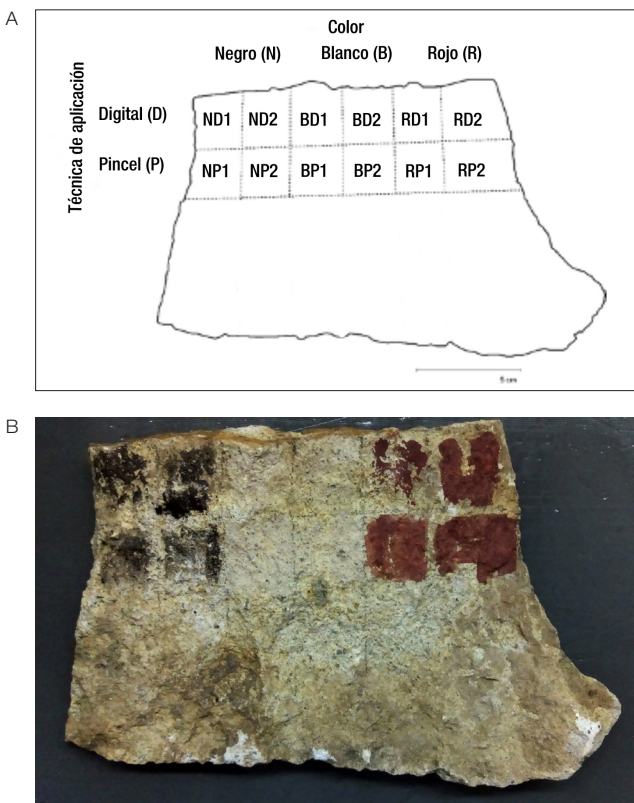 A
Color
Negro (N) Blanco (B) Rojo (R)
Técnica de aplicación
Digital (D) ND1 ND2 BD1 BD2 RD1 RD2
Pincel (P) NP1 NP2 BP1 BP2 RP1 RP2
5 cm
B